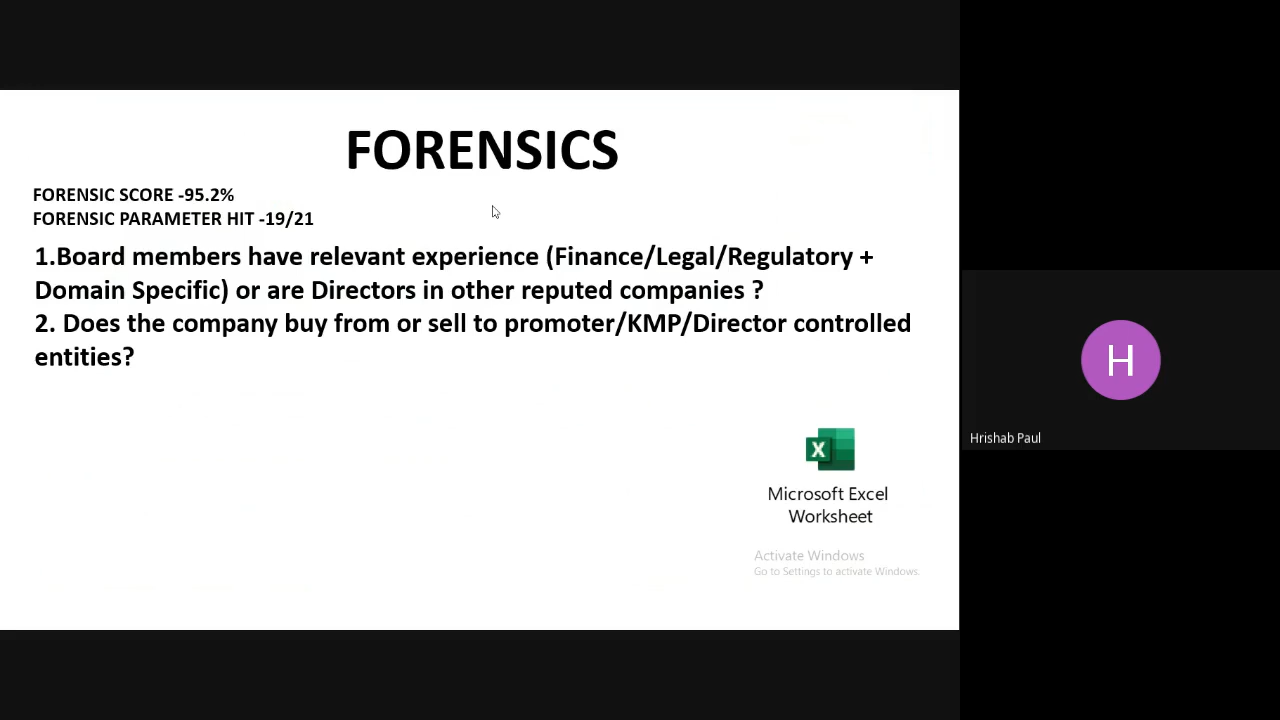 FORENSICS
FORENSIC SCORE -95.2%
FORENSIC PARAMETER HIT -19/21
1.Board members have relevant experience (Finance/Legal/Regulatory +
Domain Specific) or are Directors in other reputed companies ?
2. Does the company buy from or sell to promoter/KMP/Director controlled
entities?
X
Microsoft Excel
Worksheet
Activate Windows
Go to Settings to activate Windows.
H
Hrishab Paul